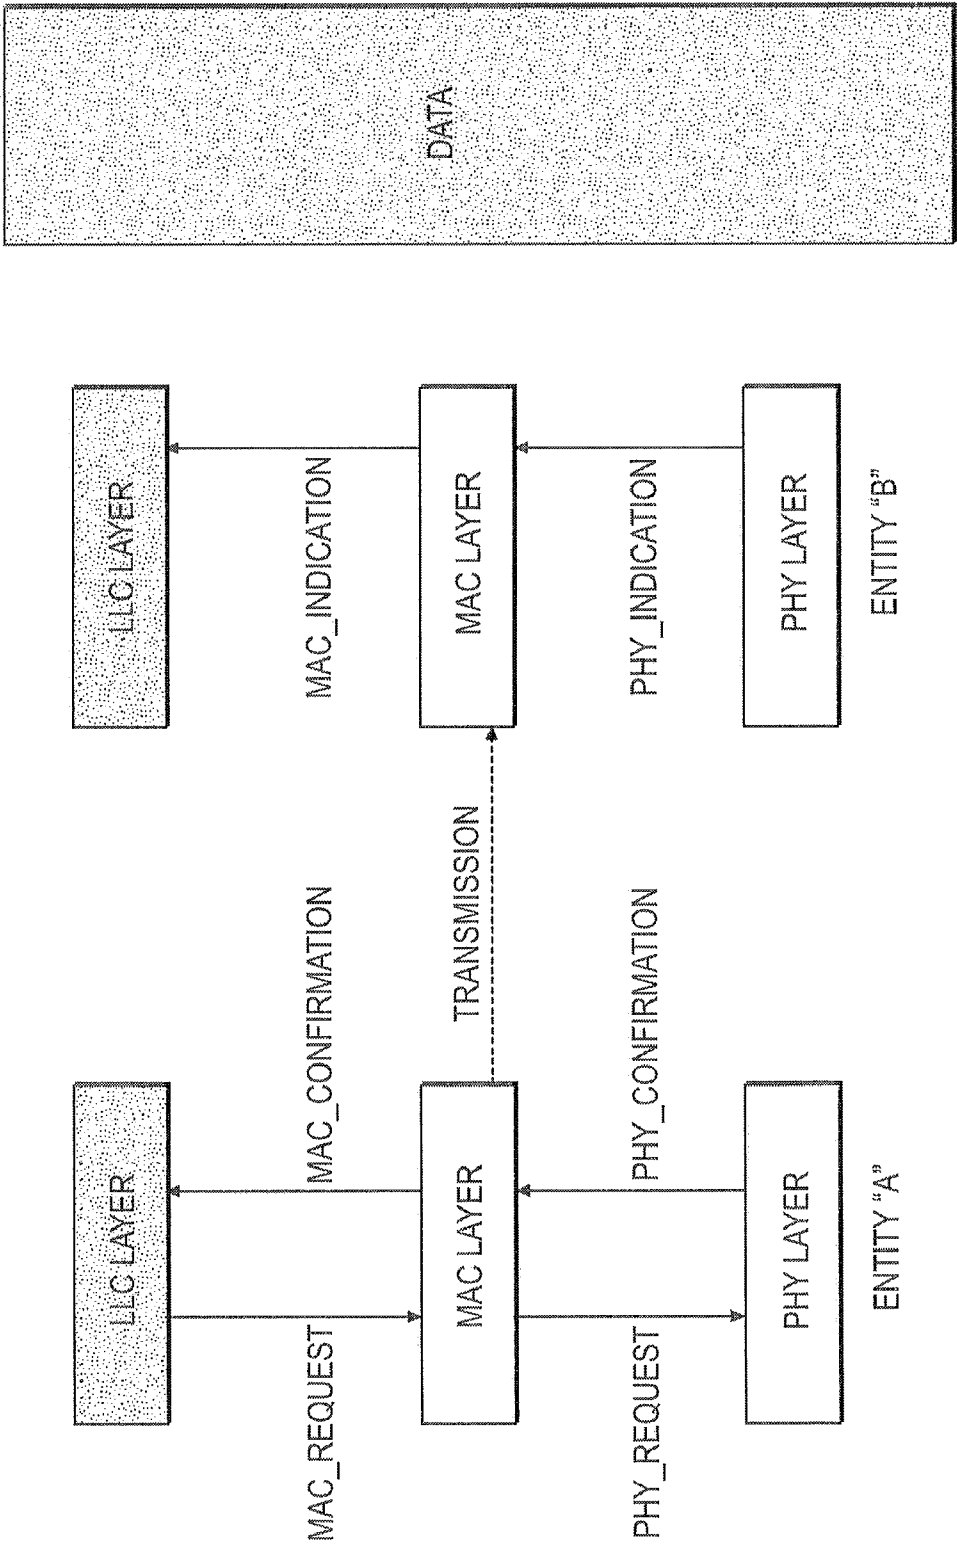 LLC LAYER
LLC LAYER
MAC_REQUEST
MAC_CONFIRMATION
MAC_INDICATION
MAC LAYER
TRANSMISSION
MAC LAYER
DATA
PHY_REQUEST
PHY_CONFIRMATION
PHY_INDICATION
PHY LAYER
PHY LAYER
ENTITY “A”
ENTITY “B”